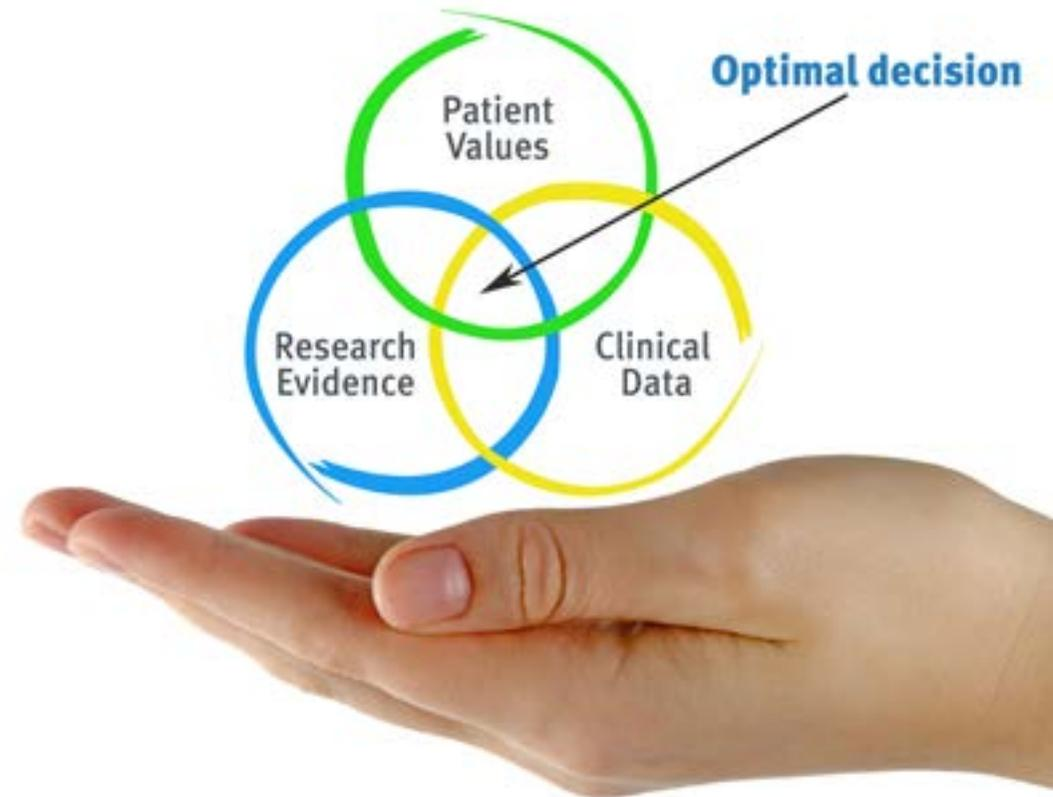 Optimal decision
Patient
Values
Research
Evidence
Clinical
Data